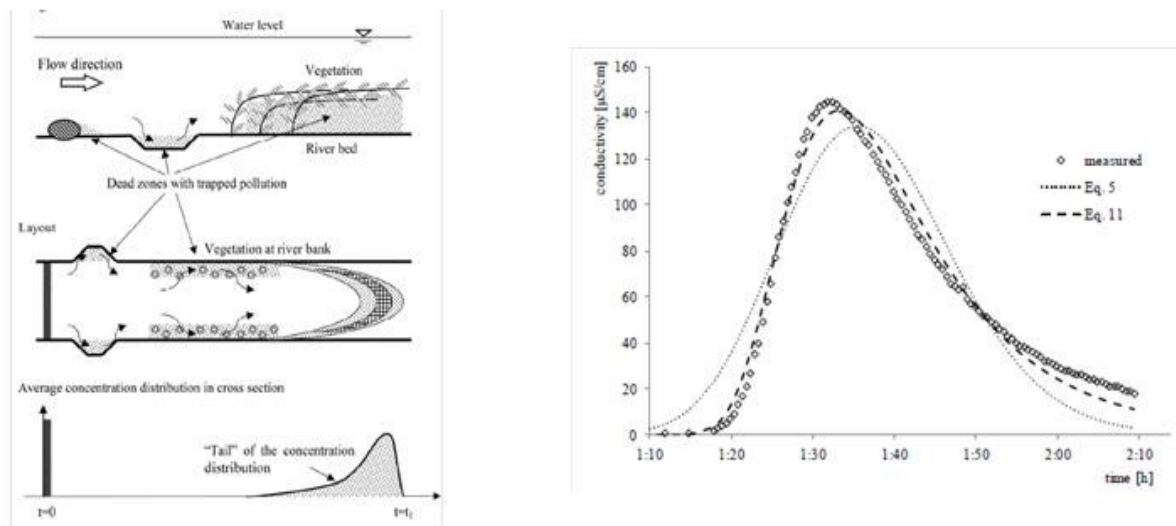 Water level
Flow direction
Vegetation
River bed
Dead zones with trapped pollution
Layout
Vegetation at river bank
Average concentration distribution in cross section
"Tail" of the concentration
distribution
t=0
t=t₁
conductivity [µS/cm]
160
140
120
100
80
60
40
20
0
1:10
1:20
1:30
1:40
1:50
2:00
2:10
time [h]
measured
Eq. 5
Eq. 11